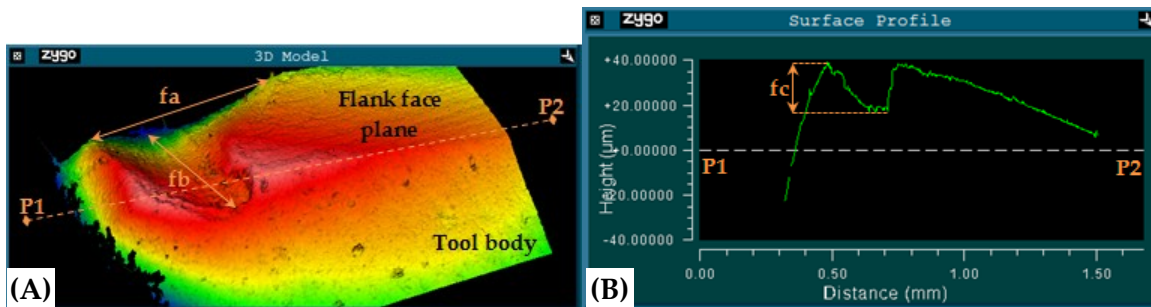 zygo
3D Model
fa
Flank face
plane
P2
fb
P1
Tool body
(A)
zygo
Surface Profile
+40.00000
fc
+20.00000
+0.00000
P1
P2
-20.00000
-40.00000
Height (µm)
0.00
0.50
1.00
1.50
Distance (mm)
(B)